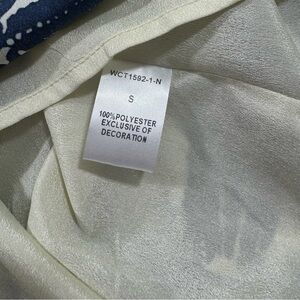 WCT1592-1-N
S
100%POLYESTER
EXCLUSIVE OF
DECORATION